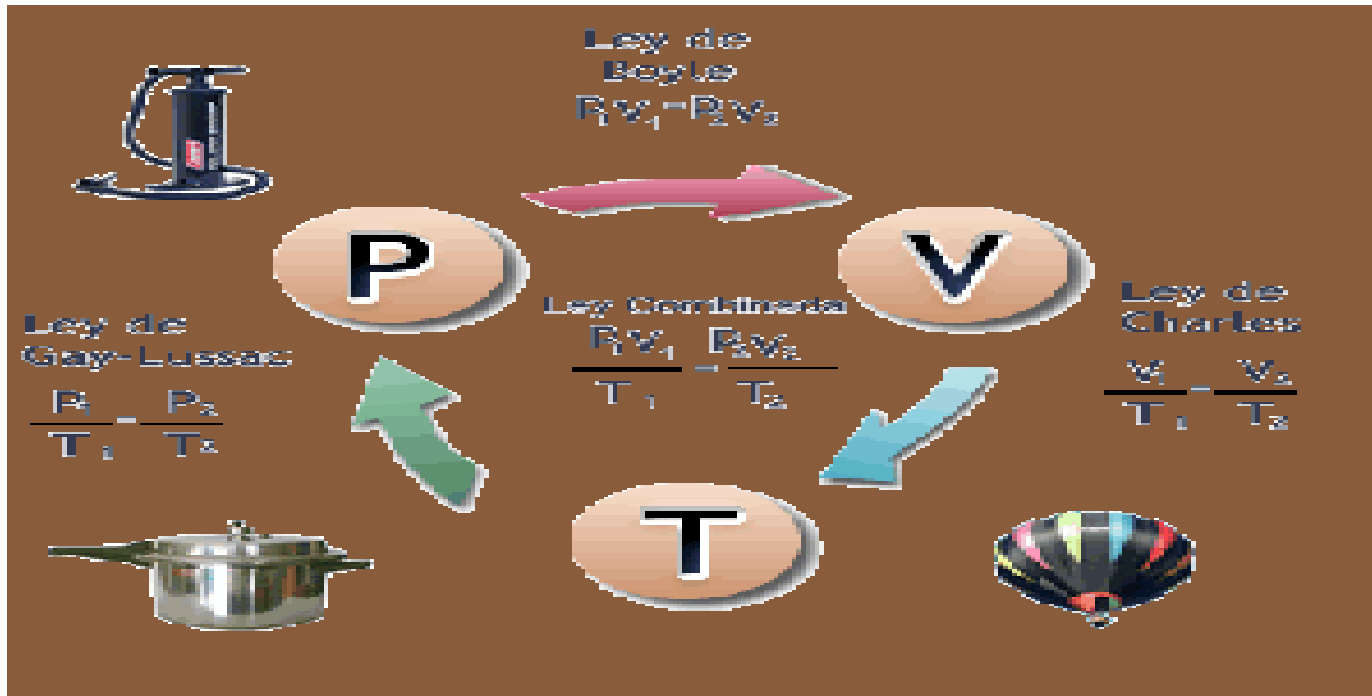 Ley de
Boyle
P₁V₁=P₂V₂
P
V
Ley Combinada
P₁V₁ = P₂V₂
T₁ T₂
Ley de
Charles
V₁ = V₂
T₁ T₂
Ley de
Gay-Lussac
P₁ = P₂
T₁ T₂
T